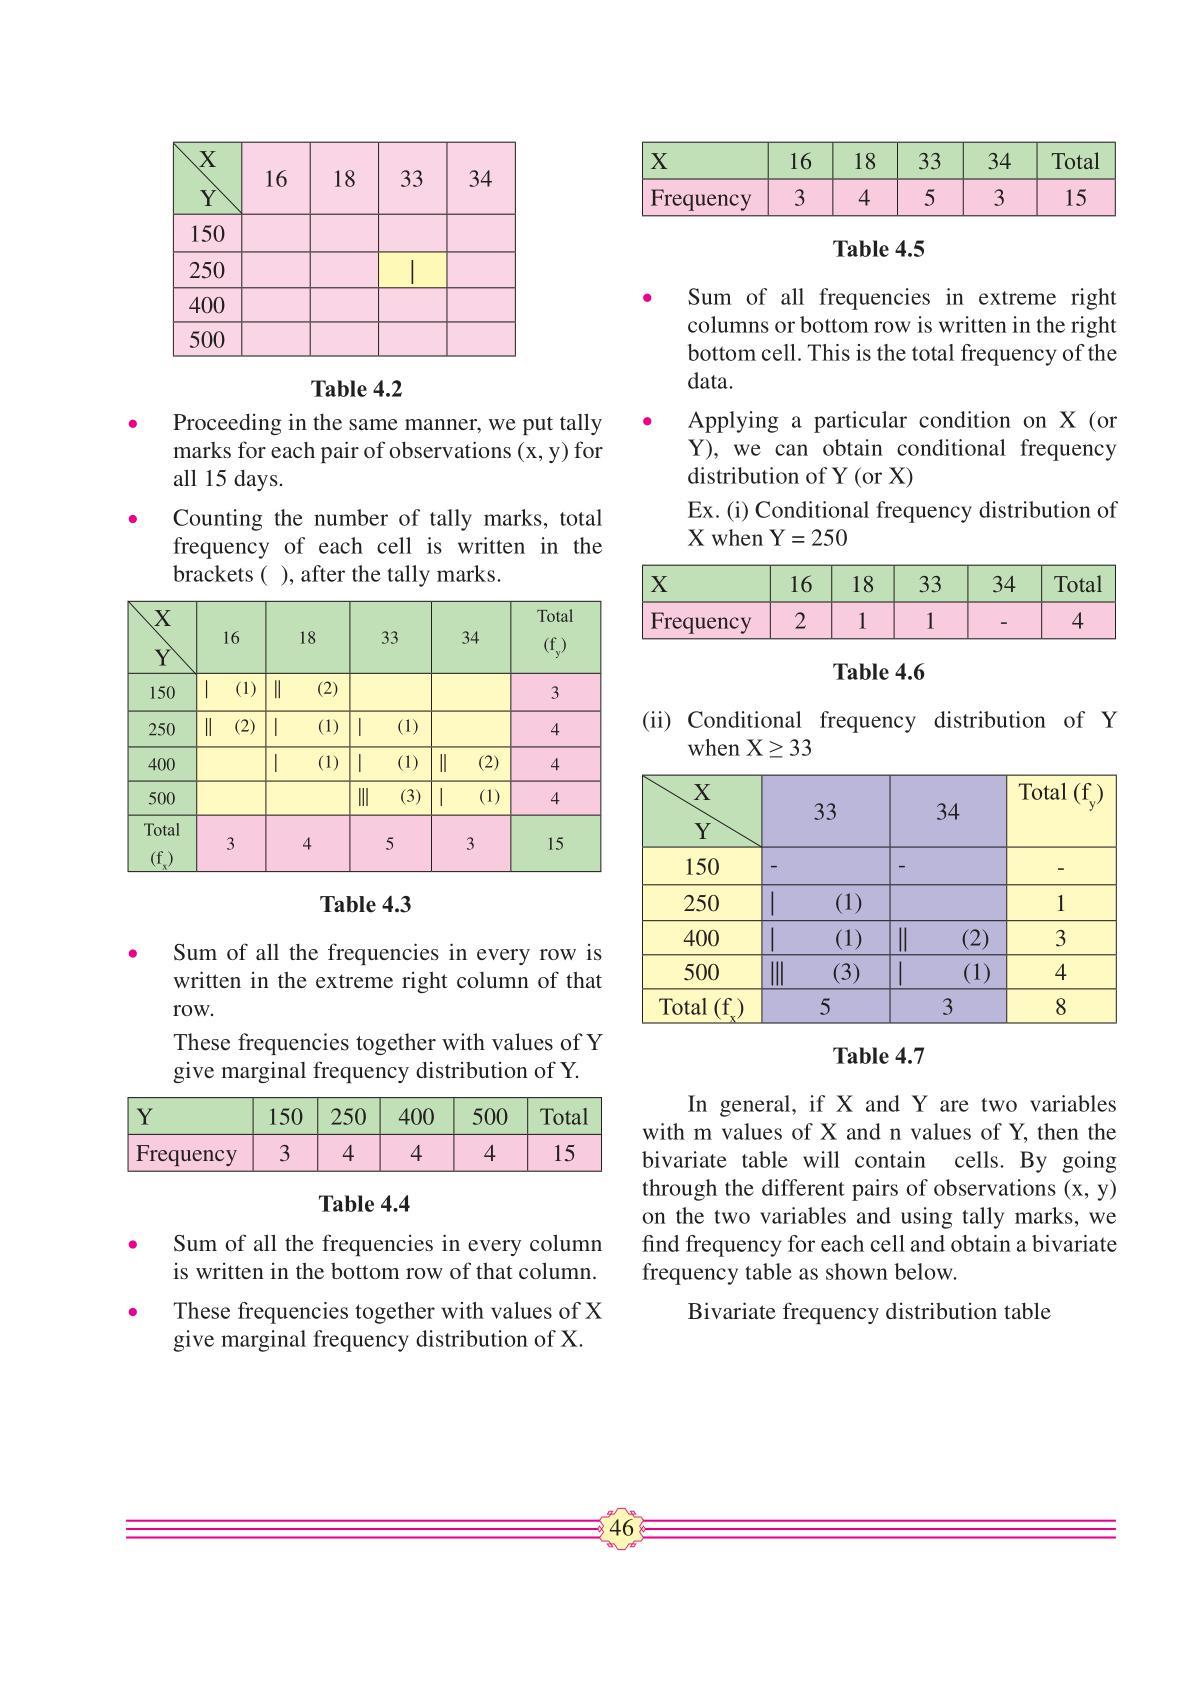 X
Y
16 18 33 34
150
250 |
400
500
Table 4.2
• Proceeding in the same manner, we put tally
marks for each pair of observations (x, y) for
all 15 days.
• Counting the number of tally marks, total
frequency of each cell is written in the
brackets ( ), after the tally marks.
X
Y
16 18 33 34 Total (fy)
150 | (1) || (2) 3
250 || (2) | (1) | (1) 4
400 | (1) | (1) || (2) 4
500 ||| (3) | (1) 4
Total (fx) 3 4 5 3 15
Table 4.3
• Sum of all the frequencies in every row is
written in the extreme right column of that
row.
These frequencies together with values of Y
give marginal frequency distribution of Y.
Y 150 250 400 500 Total
Frequency 3 4 4 4 15
Table 4.4
• Sum of all the frequencies in every column
is written in the bottom row of that column.
• These frequencies together with values of X
give marginal frequency distribution of X.
X 16 18 33 34 Total
Frequency 3 4 5 3 15
Table 4.5
• Sum of all frequencies in extreme right
columns or bottom row is written in the right
bottom cell. This is the total frequency of the
data.
• Applying a particular condition on X (or
Y), we can obtain conditional frequency
distribution of Y (or X)
Ex. (i) Conditional frequency distribution of
X when Y = 250
X 16 18 33 34 Total
Frequency 2 1 1 - 4
Table 4.6
(ii) Conditional frequency distribution of Y
when X ≥ 33
X
Y
33 34 Total (fy)
150 - - -
250 | (1) 1
400 | (1) || (2) 3
500 ||| (3) | (1) 4
Total (fx) 5 3 8
Table 4.7
In general, if X and Y are two variables
with m values of X and n values of Y, then the
bivariate table will contain cells. By going
through the different pairs of observations (x, y)
on the two variables and using tally marks, we
find frequency for each cell and obtain a bivariate
frequency table as shown below.
Bivariate frequency distribution table
46